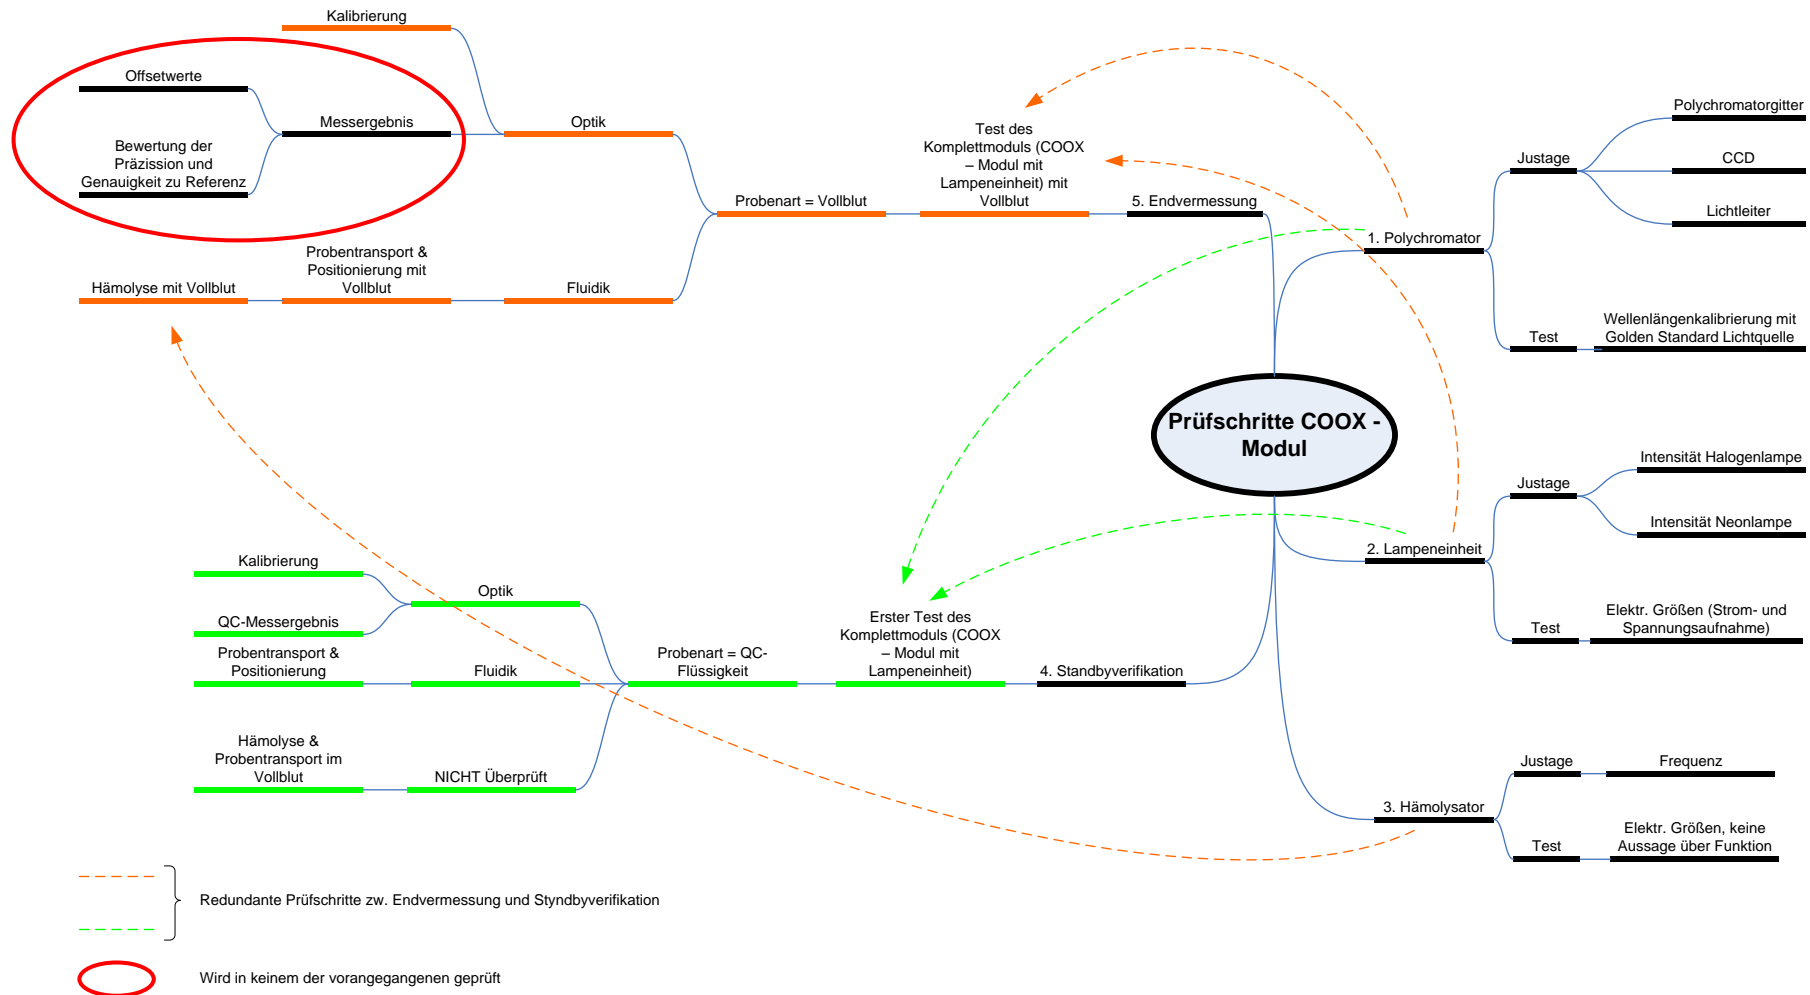 Kalibrierung
Offsetwerte
Messergebnis
Bewertung der
Präzission und
Genauigkeit zu Referenz
Optik
Test des
Komplettmoduls (COOX
– Modul mit
Lampeneinheit) mit
Vollblut
Probenart = Vollblut
5. Endvermessung
Probentransport &
Positionierung mit
Vollblut
Hämolyse mit Vollblut
Fluidik
Polychromatorgitter
Justage
CCD
Lichtleiter
1. Polychromator
Wellenlängenkalibrierung mit
Golden Standard Lichtquelle
Test
Prüfschritte COOX -
Modul
Intensität Halogenlampe
Justage
Intensität Neonlampe
2. Lampeneinheit
Elektr. Größen (Strom- und
Spannungsaufnahme)
Test
Kalibrierung
Optik
QC-Messergebnis
Probentransport &
Positionierung
Fluidik
Probenart = QC-
Flüssigkeit
Erster Test des
Komplettmoduls (COOX
– Modul mit
Lampeneinheit)
4. Standbyverifikation
Hämolyse &
Probentransport im
Vollblut
NICHT Überprüft
Justage
Frequenz
3. Hämolysator
Elektr. Größen, keine
Aussage über Funktion
Test
Redundante Prüfschritte zw. Endvermessung und Styndbyverifikation
Wird in keinem der vorangegangenen geprüft